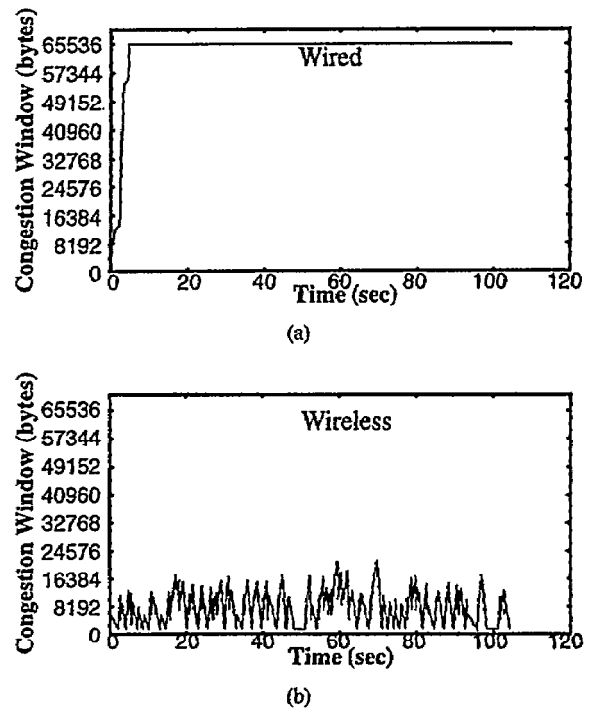 Congestion Window (bytes)
65536
57344
49152
40960
32768
24576
16384
8192
0
Wired
0 20 40 60 80 100 120
Time (sec)
(a)
Congestion Window (bytes)
65536
57344
49152
40960
32768
24576
16384
8192
0
Wireless
0 20 40 60 80 100 120
Time (sec)
(b)